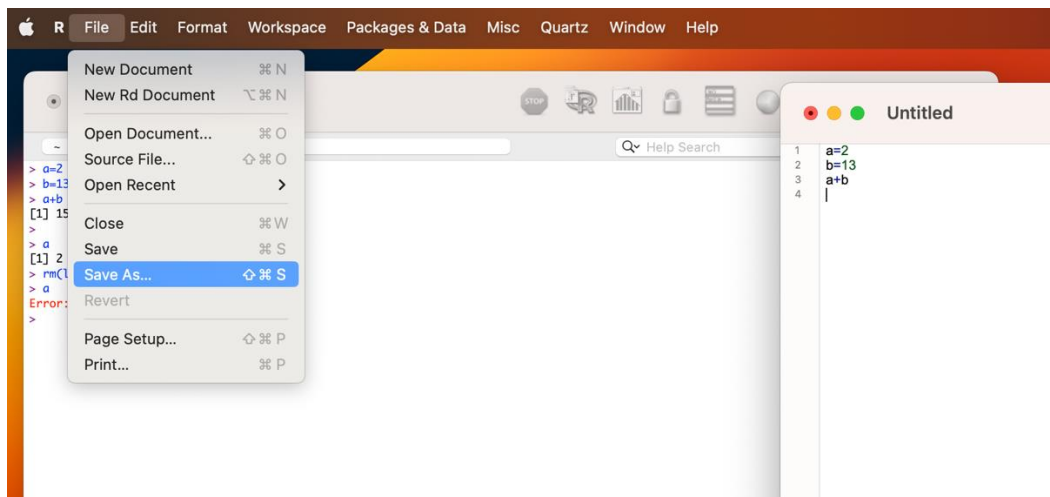 R File Edit Format Workspace Packages & Data Misc Quartz Window Help
New Document ⌘ N
New Rd Document ⌥ ⌘ N
Open Document... ⌘ O
Source File... ⇧ ⌘ O
Open Recent >
Close ⌘ W
Save ⌘ S
Save As... ⇧ ⌘ S
Revert
Page Setup... ⇧ ⌘ P
Print... ⌘ P
STOP
R
~
Help Search
> a=2
> b=13
> a+b
[1] 15
>
> a
[1] 2
> rm(l
> a
Error:
>
Untitled
1 a=2
2 b=13
3 a+b
4